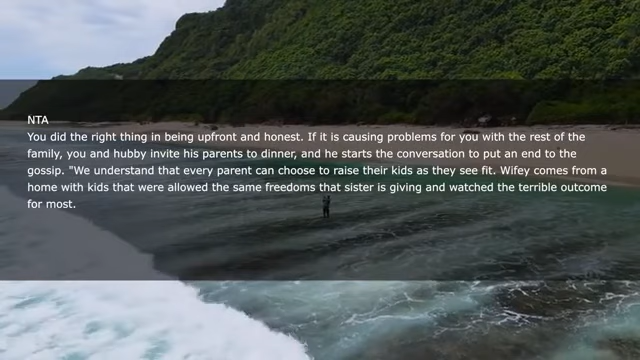 NTA
You did the right thing in being upfront and honest. If it is causing problems for you with the rest of the
family, you and hubby invite his parents to dinner, and he starts the conversation to put an end to the
gossip. "We understand that every parent can choose to raise their kids as they see fit. Wifey comes from a
home with kids that were allowed the same freedoms that sister is giving and watched the terrible outcome
for most.